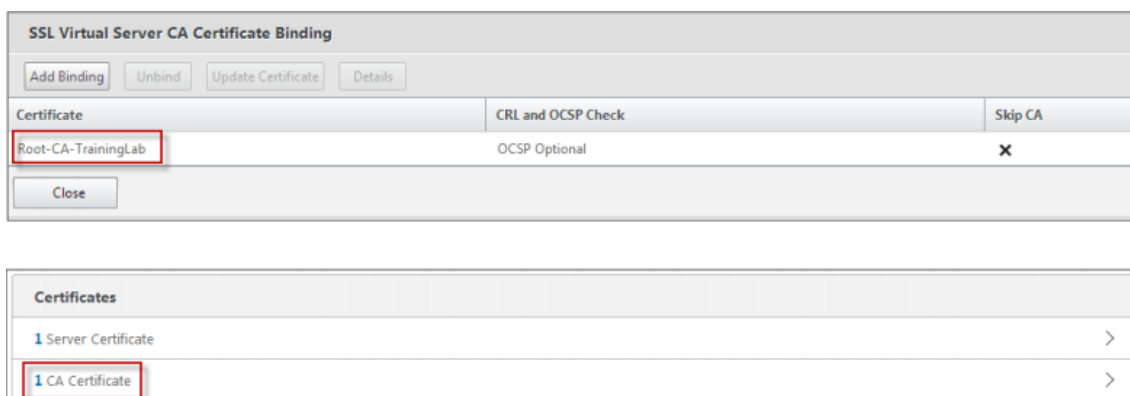 SSL Virtual Server CA Certificate Binding
Add Binding Unbind Update Certificate Details
Certificate CRL and OCSP Check Skip CA
Root-CA-TrainingLab OCSP Optional
Close
Certificates
1 Server Certificate
1 CA Certificate